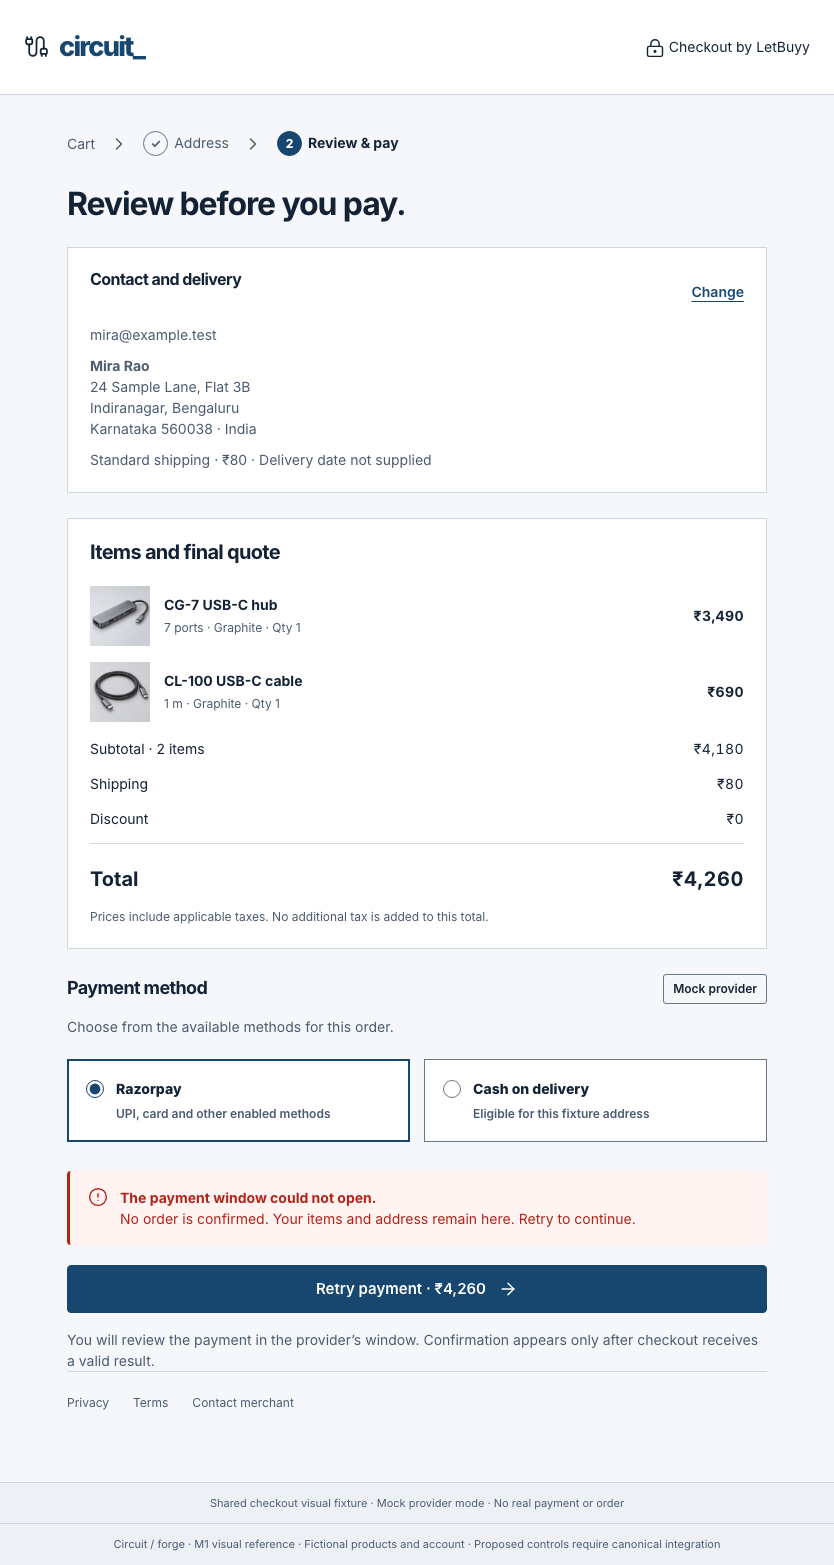 circuit_
Checkout by LetBuyy
Cart
Address
2 Review & pay
Review before you pay.
Contact and delivery
Change
mira@example.test
Mira Rao
24 Sample Lane, Flat 3B
Indiranagar, Bengaluru
Karnataka 560038 · India
Standard shipping · ₹80 · Delivery date not supplied
Items and final quote
CG-7 USB-C hub
7 ports · Graphite · Qty 1
₹3,490
CL-100 USB-C cable
1 m · Graphite · Qty 1
₹690
Subtotal · 2 items ₹4,180
Shipping ₹80
Discount ₹0
Total ₹4,260
Prices include applicable taxes. No additional tax is added to this total.
Payment method
Mock provider
Choose from the available methods for this order.
Razorpay
UPI, card and other enabled methods
Cash on delivery
Eligible for this fixture address
The payment window could not open.
No order is confirmed. Your items and address remain here. Retry to continue.
Retry payment · ₹4,260
You will review the payment in the provider’s window. Confirmation appears only after checkout receives
a valid result.
Privacy Terms Contact merchant
Shared checkout visual fixture · Mock provider mode · No real payment or order
Circuit / forge · M1 visual reference · Fictional products and account · Proposed controls require canonical integration